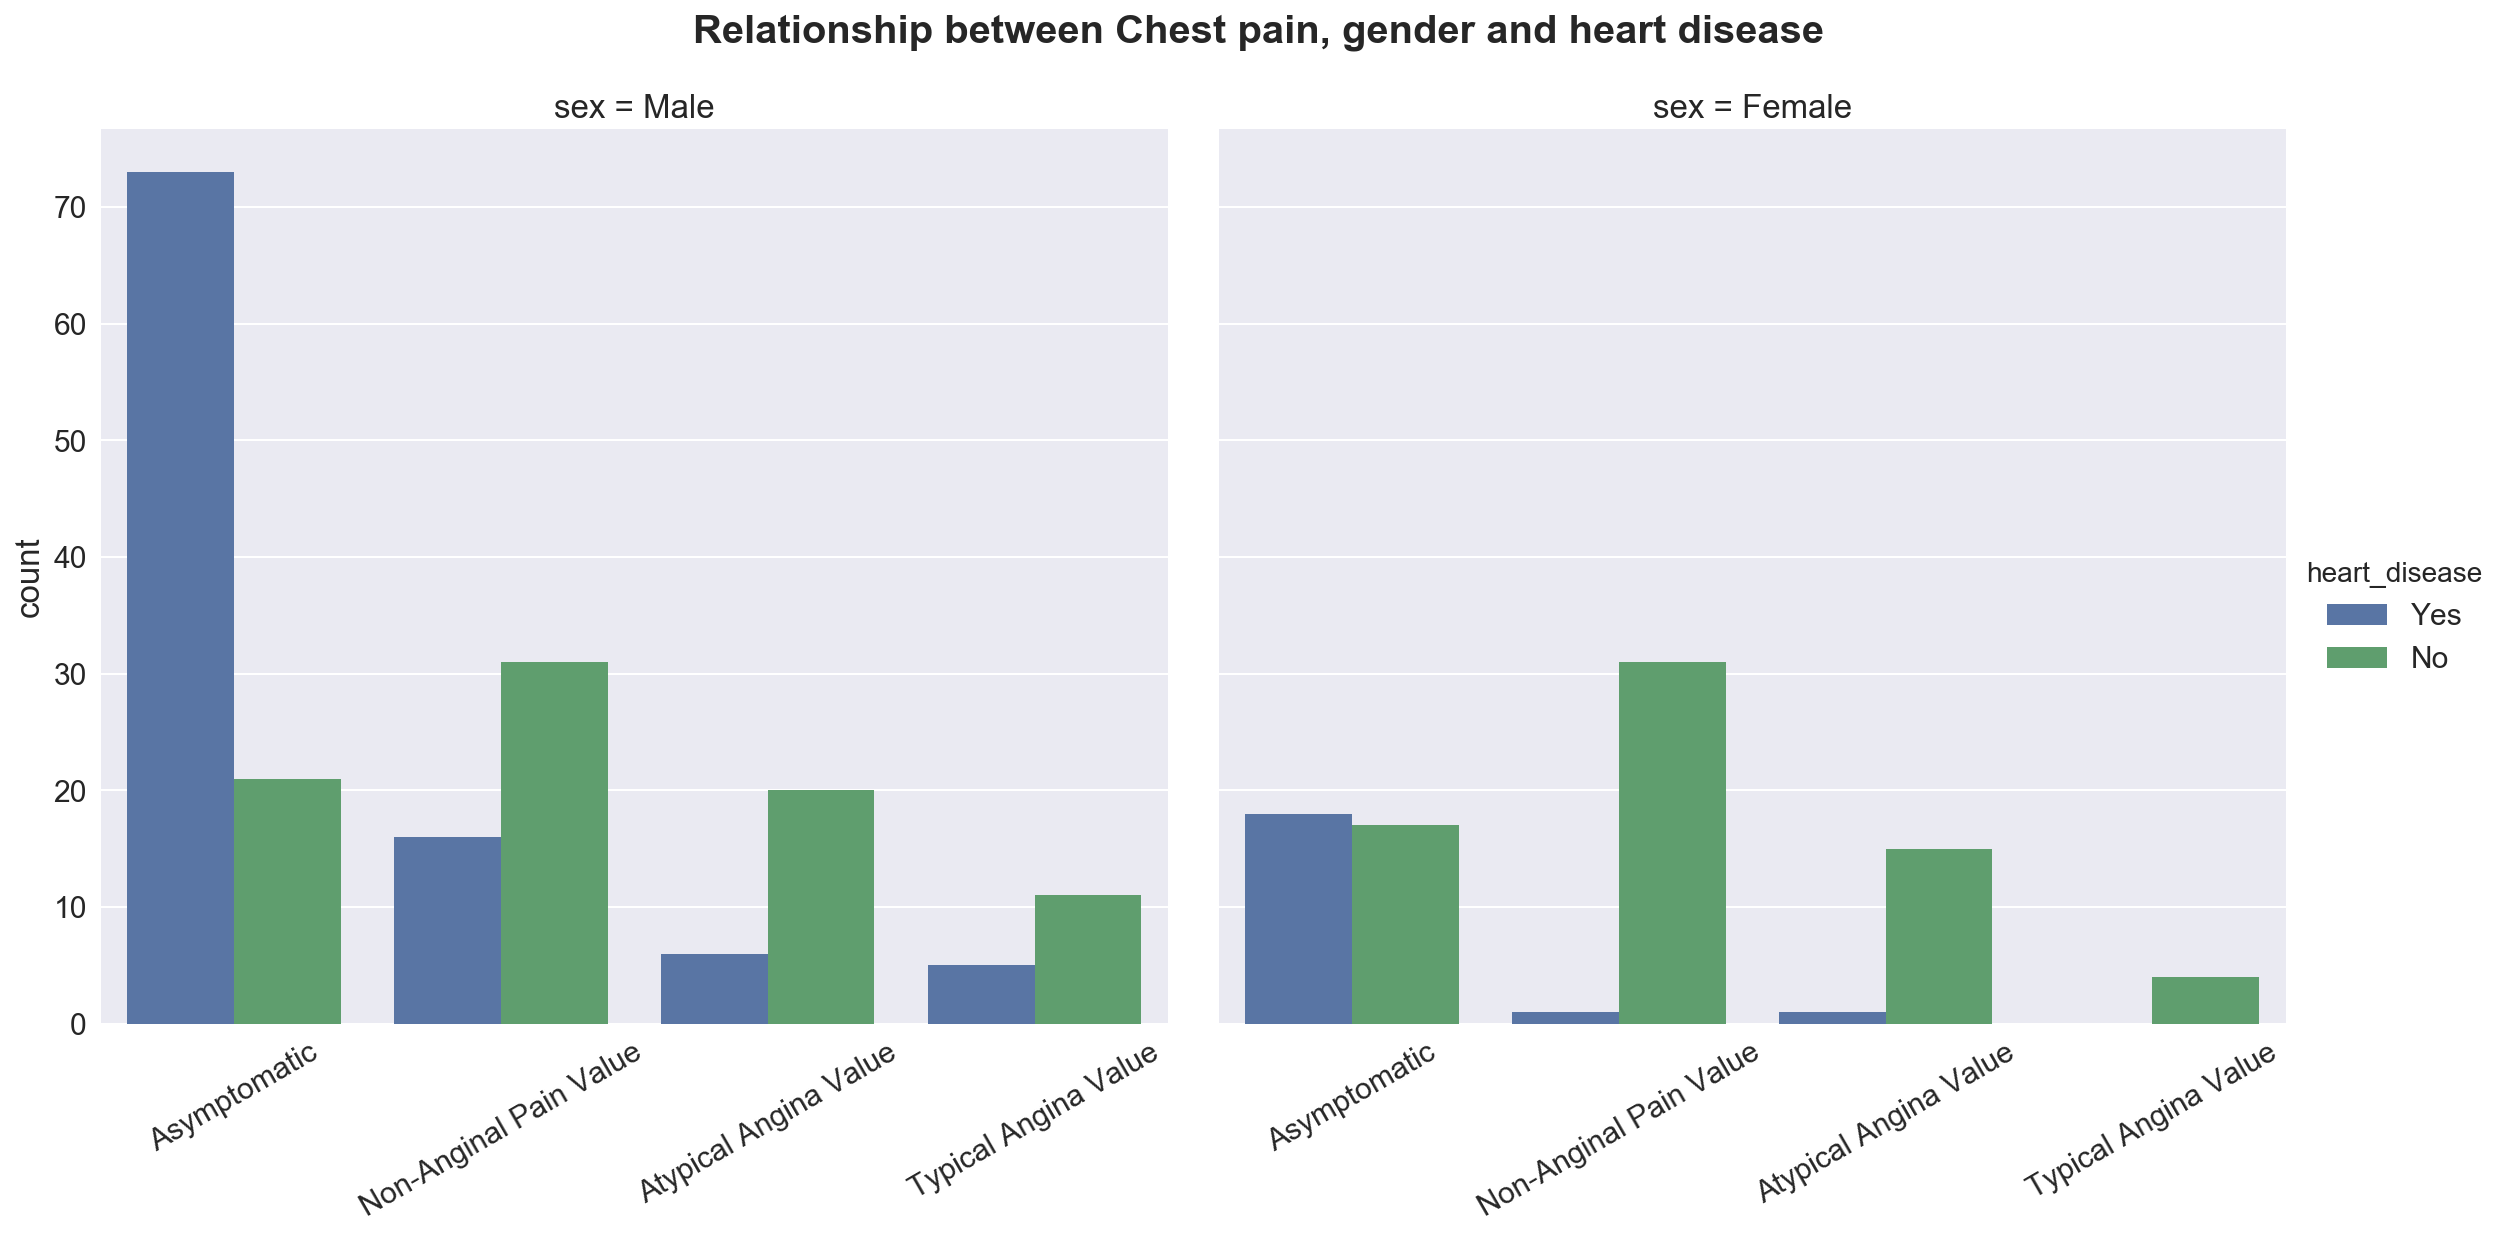 Relationship between Chest pain, gender and heart disease
sex = Male
sex = Female
count
70
60
50
40
30
20
10
0
Asymptomatic
Non-Anginal Pain Value
Atypical Angina Value
Typical Angina Value
Asymptomatic
Non-Anginal Pain Value
Atypical Angina Value
Typical Angina Value
heart_disease
Yes
No